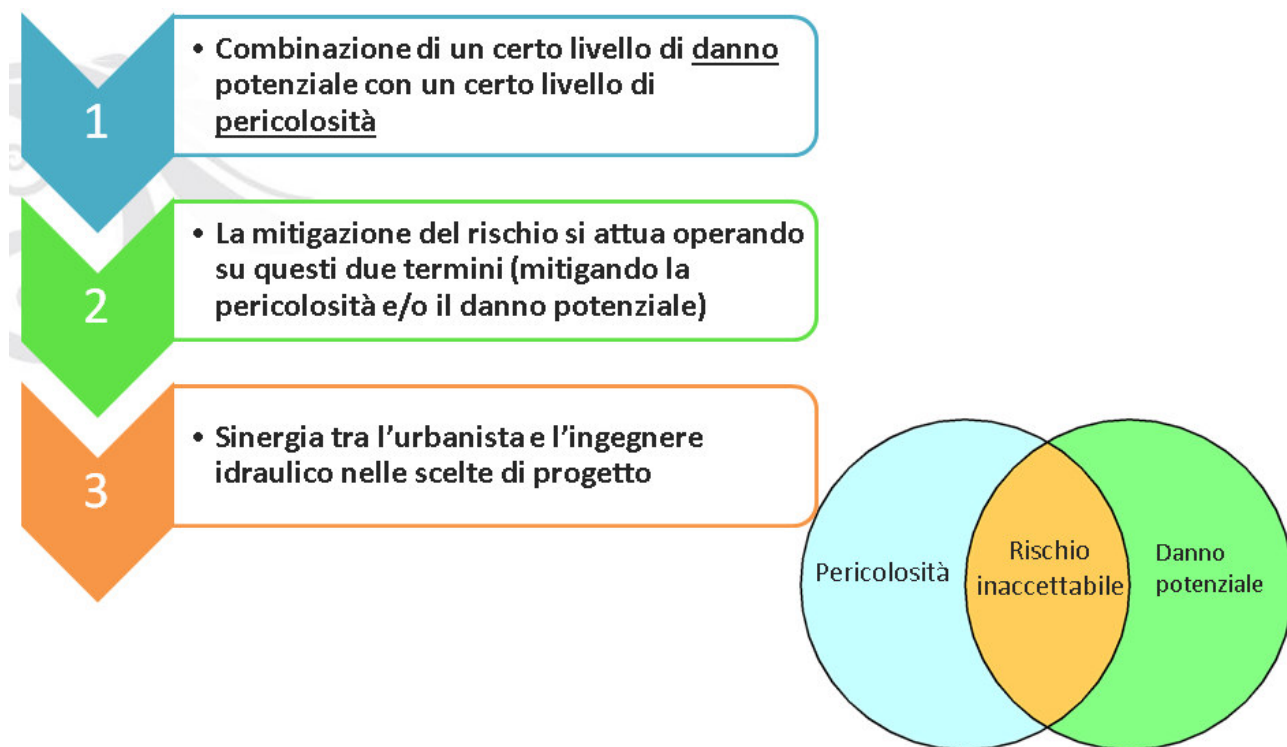 1
• Combinazione di un certo livello di danno
potenziale con un certo livello di
pericolosità
2
• La mitigazione del rischio si attua operando
su questi due termini (mitigando la
pericolosità e/o il danno potenziale)
3
• Sinergia tra l'urbanista e l'ingegnere
idraulico nelle scelte di progetto
Pericolosità
Rischio
inaccettabile
Danno
potenziale